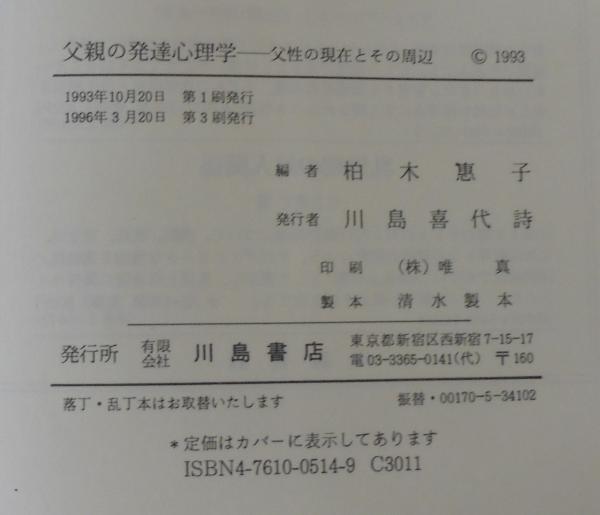 父親の発達心理学——父性の現在とその周辺 © 1993
1993年10月20日 第1刷発行
1996年3月20日 第3刷発行
編者 柏木惠子
発行者 川島喜代詩
印刷 (株)唯真
製本 清水製本
発行所 有限会社 川島書店
東京都新宿区西新宿7-15-17
電03-3365-0141(代) 〒160
落丁・乱丁本はお取替いたします 振替・00170-5-34102
*定価はカバーに表示してあります
ISBN4-7610-0514-9 C3011